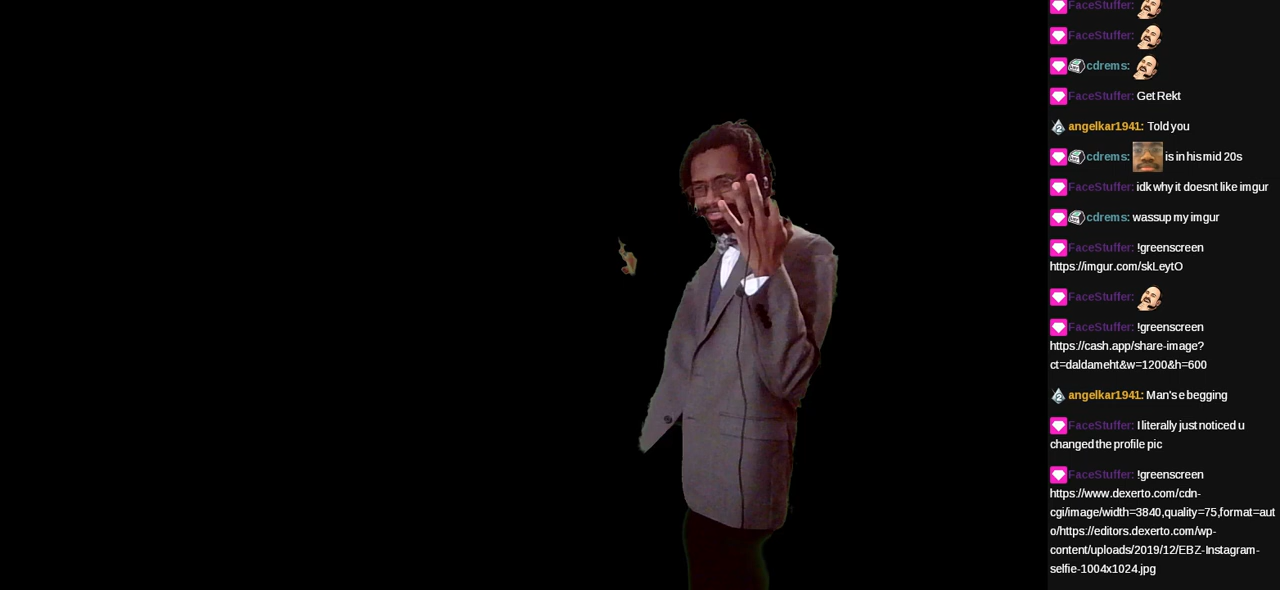 FaceStuffer:
FaceStuffer:
cdrems:
FaceStuffer: Get Rekt
2 angelkar1941: Told you
cdrems: is in his mid 20s
FaceStuffer: idk why it doesnt like imgur
cdrems: wassup my imgur
FaceStuffer: !greenscreen
https://imgur.com/skLeytO
FaceStuffer:
FaceStuffer: !greenscreen
https://cash.app/share-image?
ct=daldameht&w=1200&h=600
2 angelkar1941: Man's e begging
FaceStuffer: I literally just noticed u
changed the profile pic
FaceStuffer: !greenscreen
https://www.dexerto.com/cdn-
cgi/image/width=3840,quality=75,format=aut
o/https://editors.dexerto.com/wp-
content/uploads/2019/12/EBZ-Instagram-
selfie-1004x1024.jpg